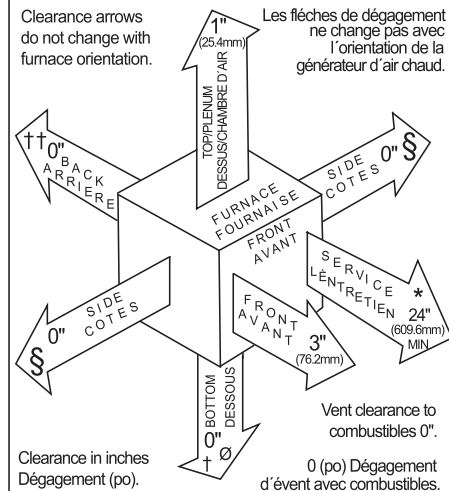 Clearance arrows
do not change with
furnace orientation.
Les fléches de dégagement
ne change pas avec
l´orientation de la
générateur d´air chaud.
1"
(25.4mm)
TOP/PLENUM
DESSUS/CHAMBRE D´AIR
††0"
BACK
ARRIERE
SIDE
COTES
0" §
FURNACE
FOURNAISE
FRONT
AVANT
SERVICE
LÈNTRETIEN
*
24"
(609.6mm)
MIN
§ 0"
SIDE
COTES
FRONT
AVANT
3"
(76.2mm)
BOTTOM
DESSOUS
0"
† Ø
Vent clearance to
combustibles 0".
Clearance in inches
Dégagement (po).
0 (po) Dégagement
d´évent avec combustibles.